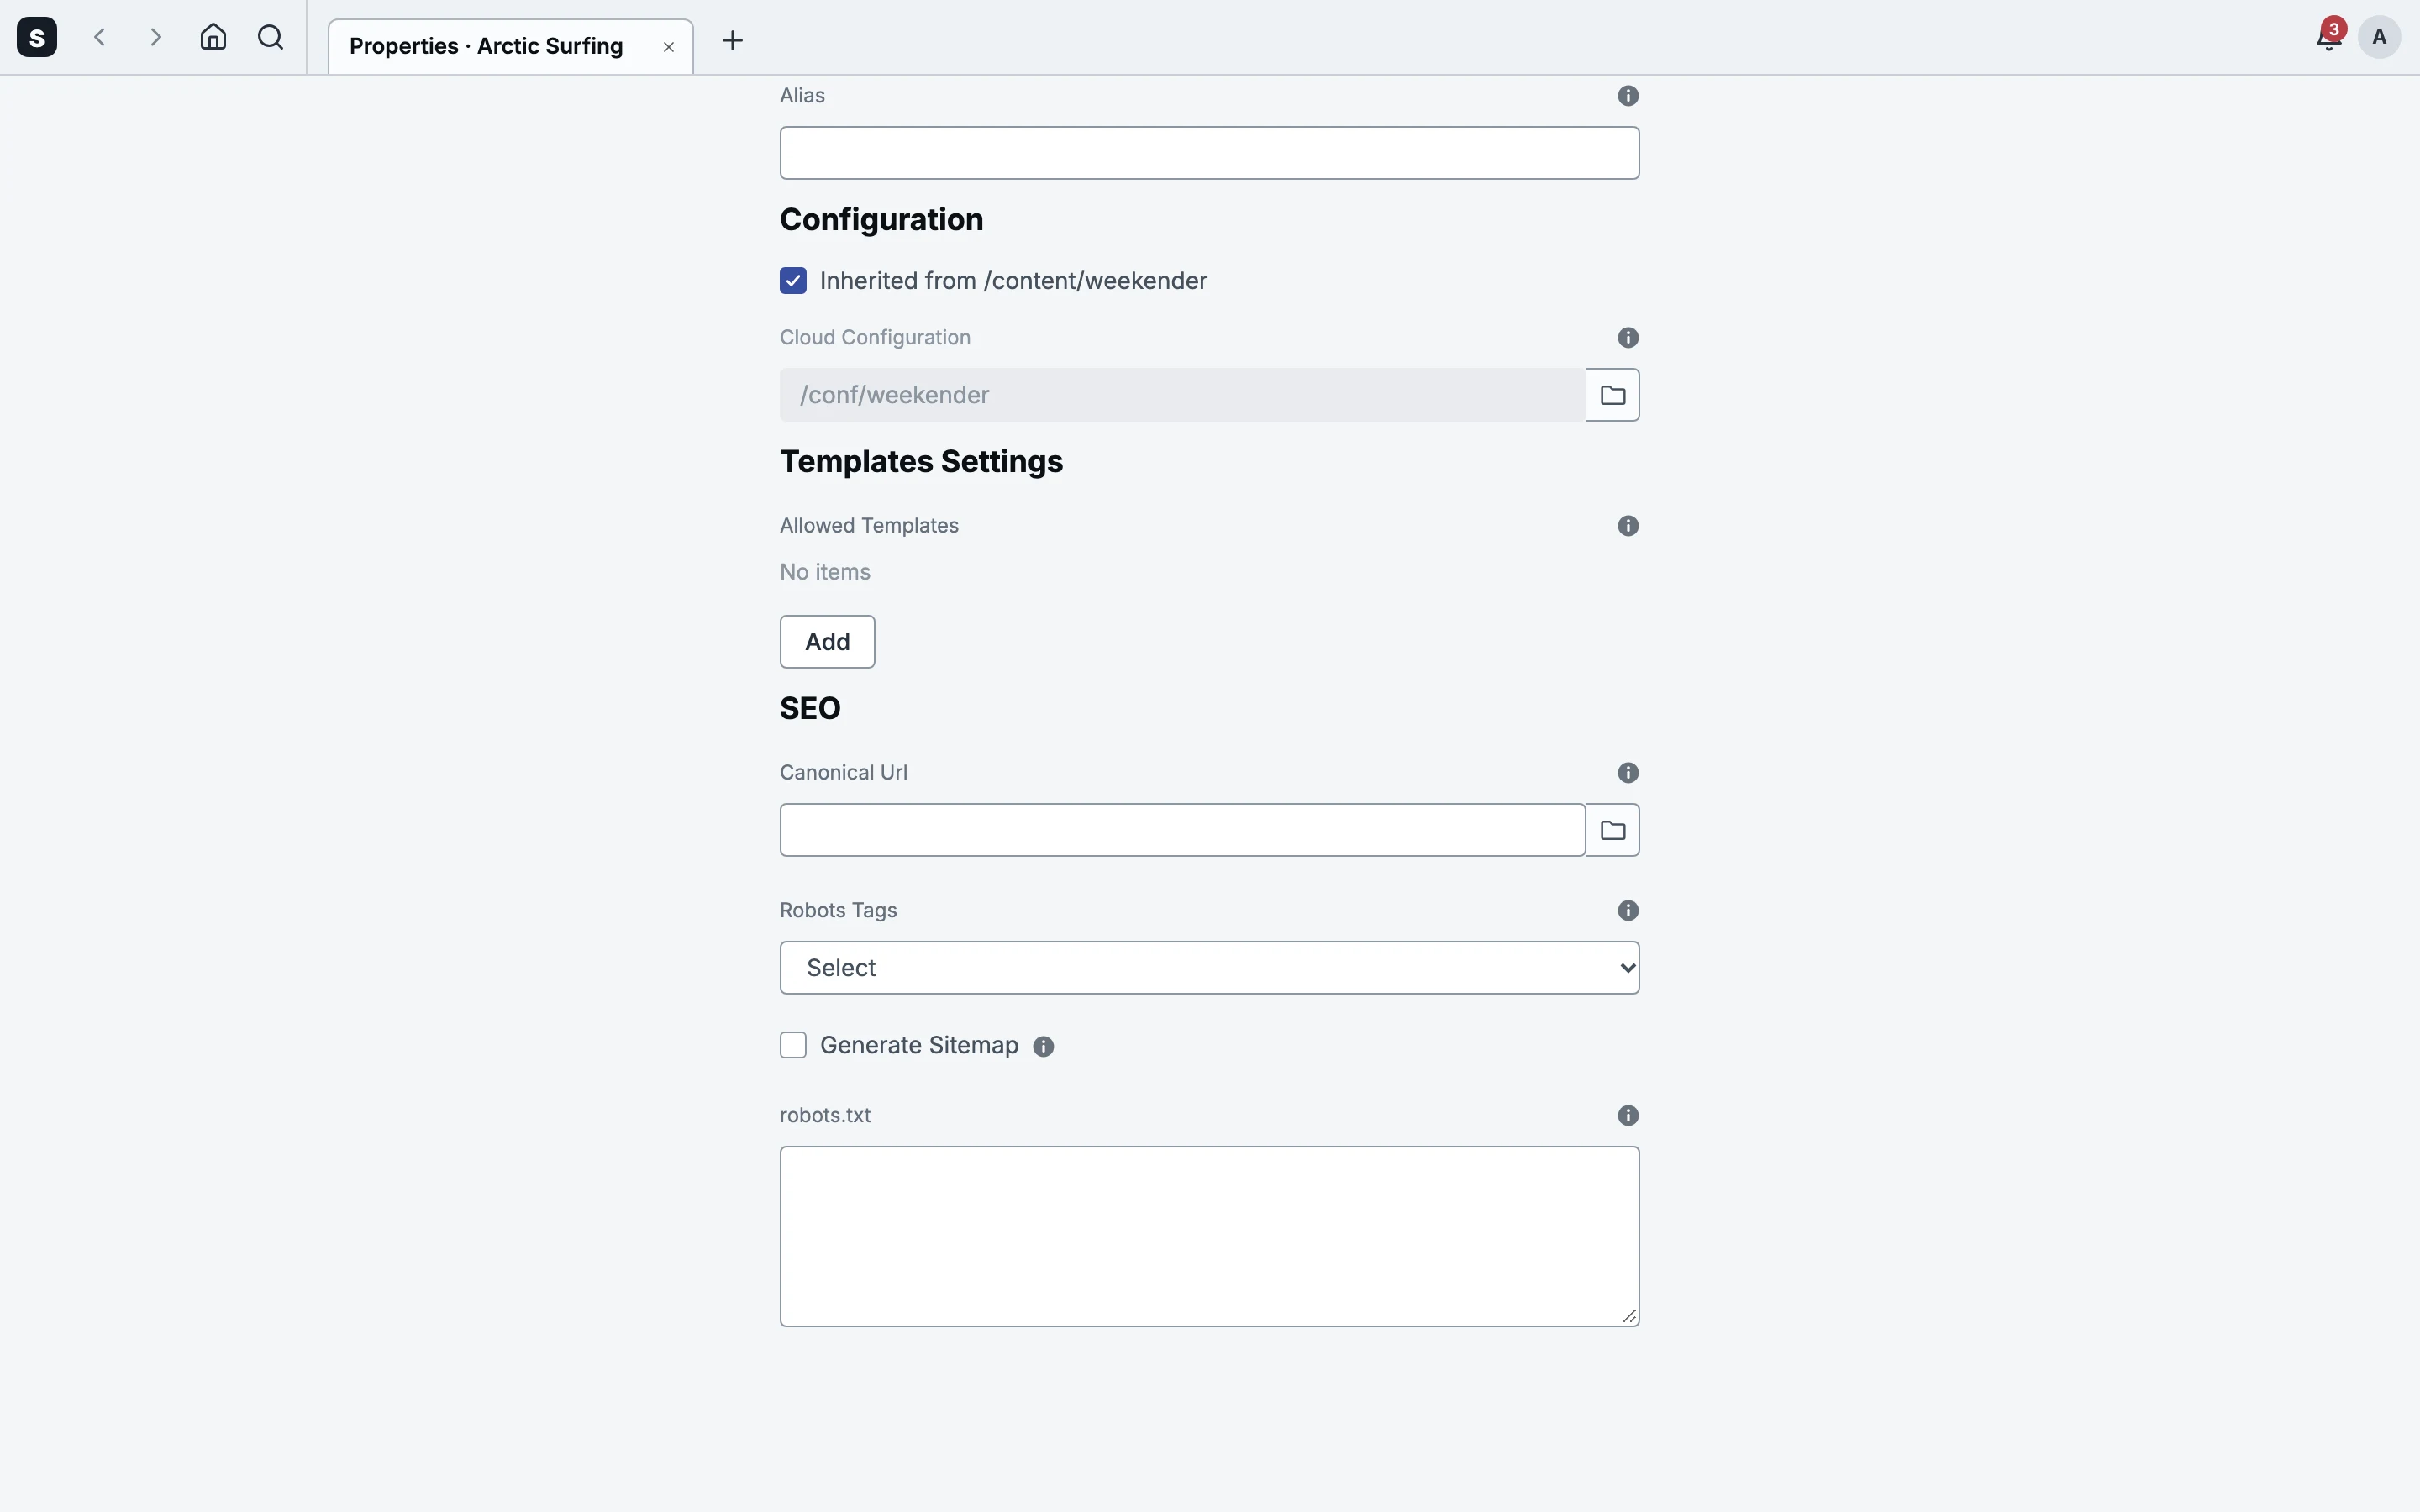 S
Properties · Arctic Surfing
3
A
Alias
Configuration
Inherited from /content/weekender
Cloud Configuration
/conf/weekender
Templates Settings
Allowed Templates
No items
Add
SEO
Canonical Url
Robots Tags
Select
Generate Sitemap
robots.txt